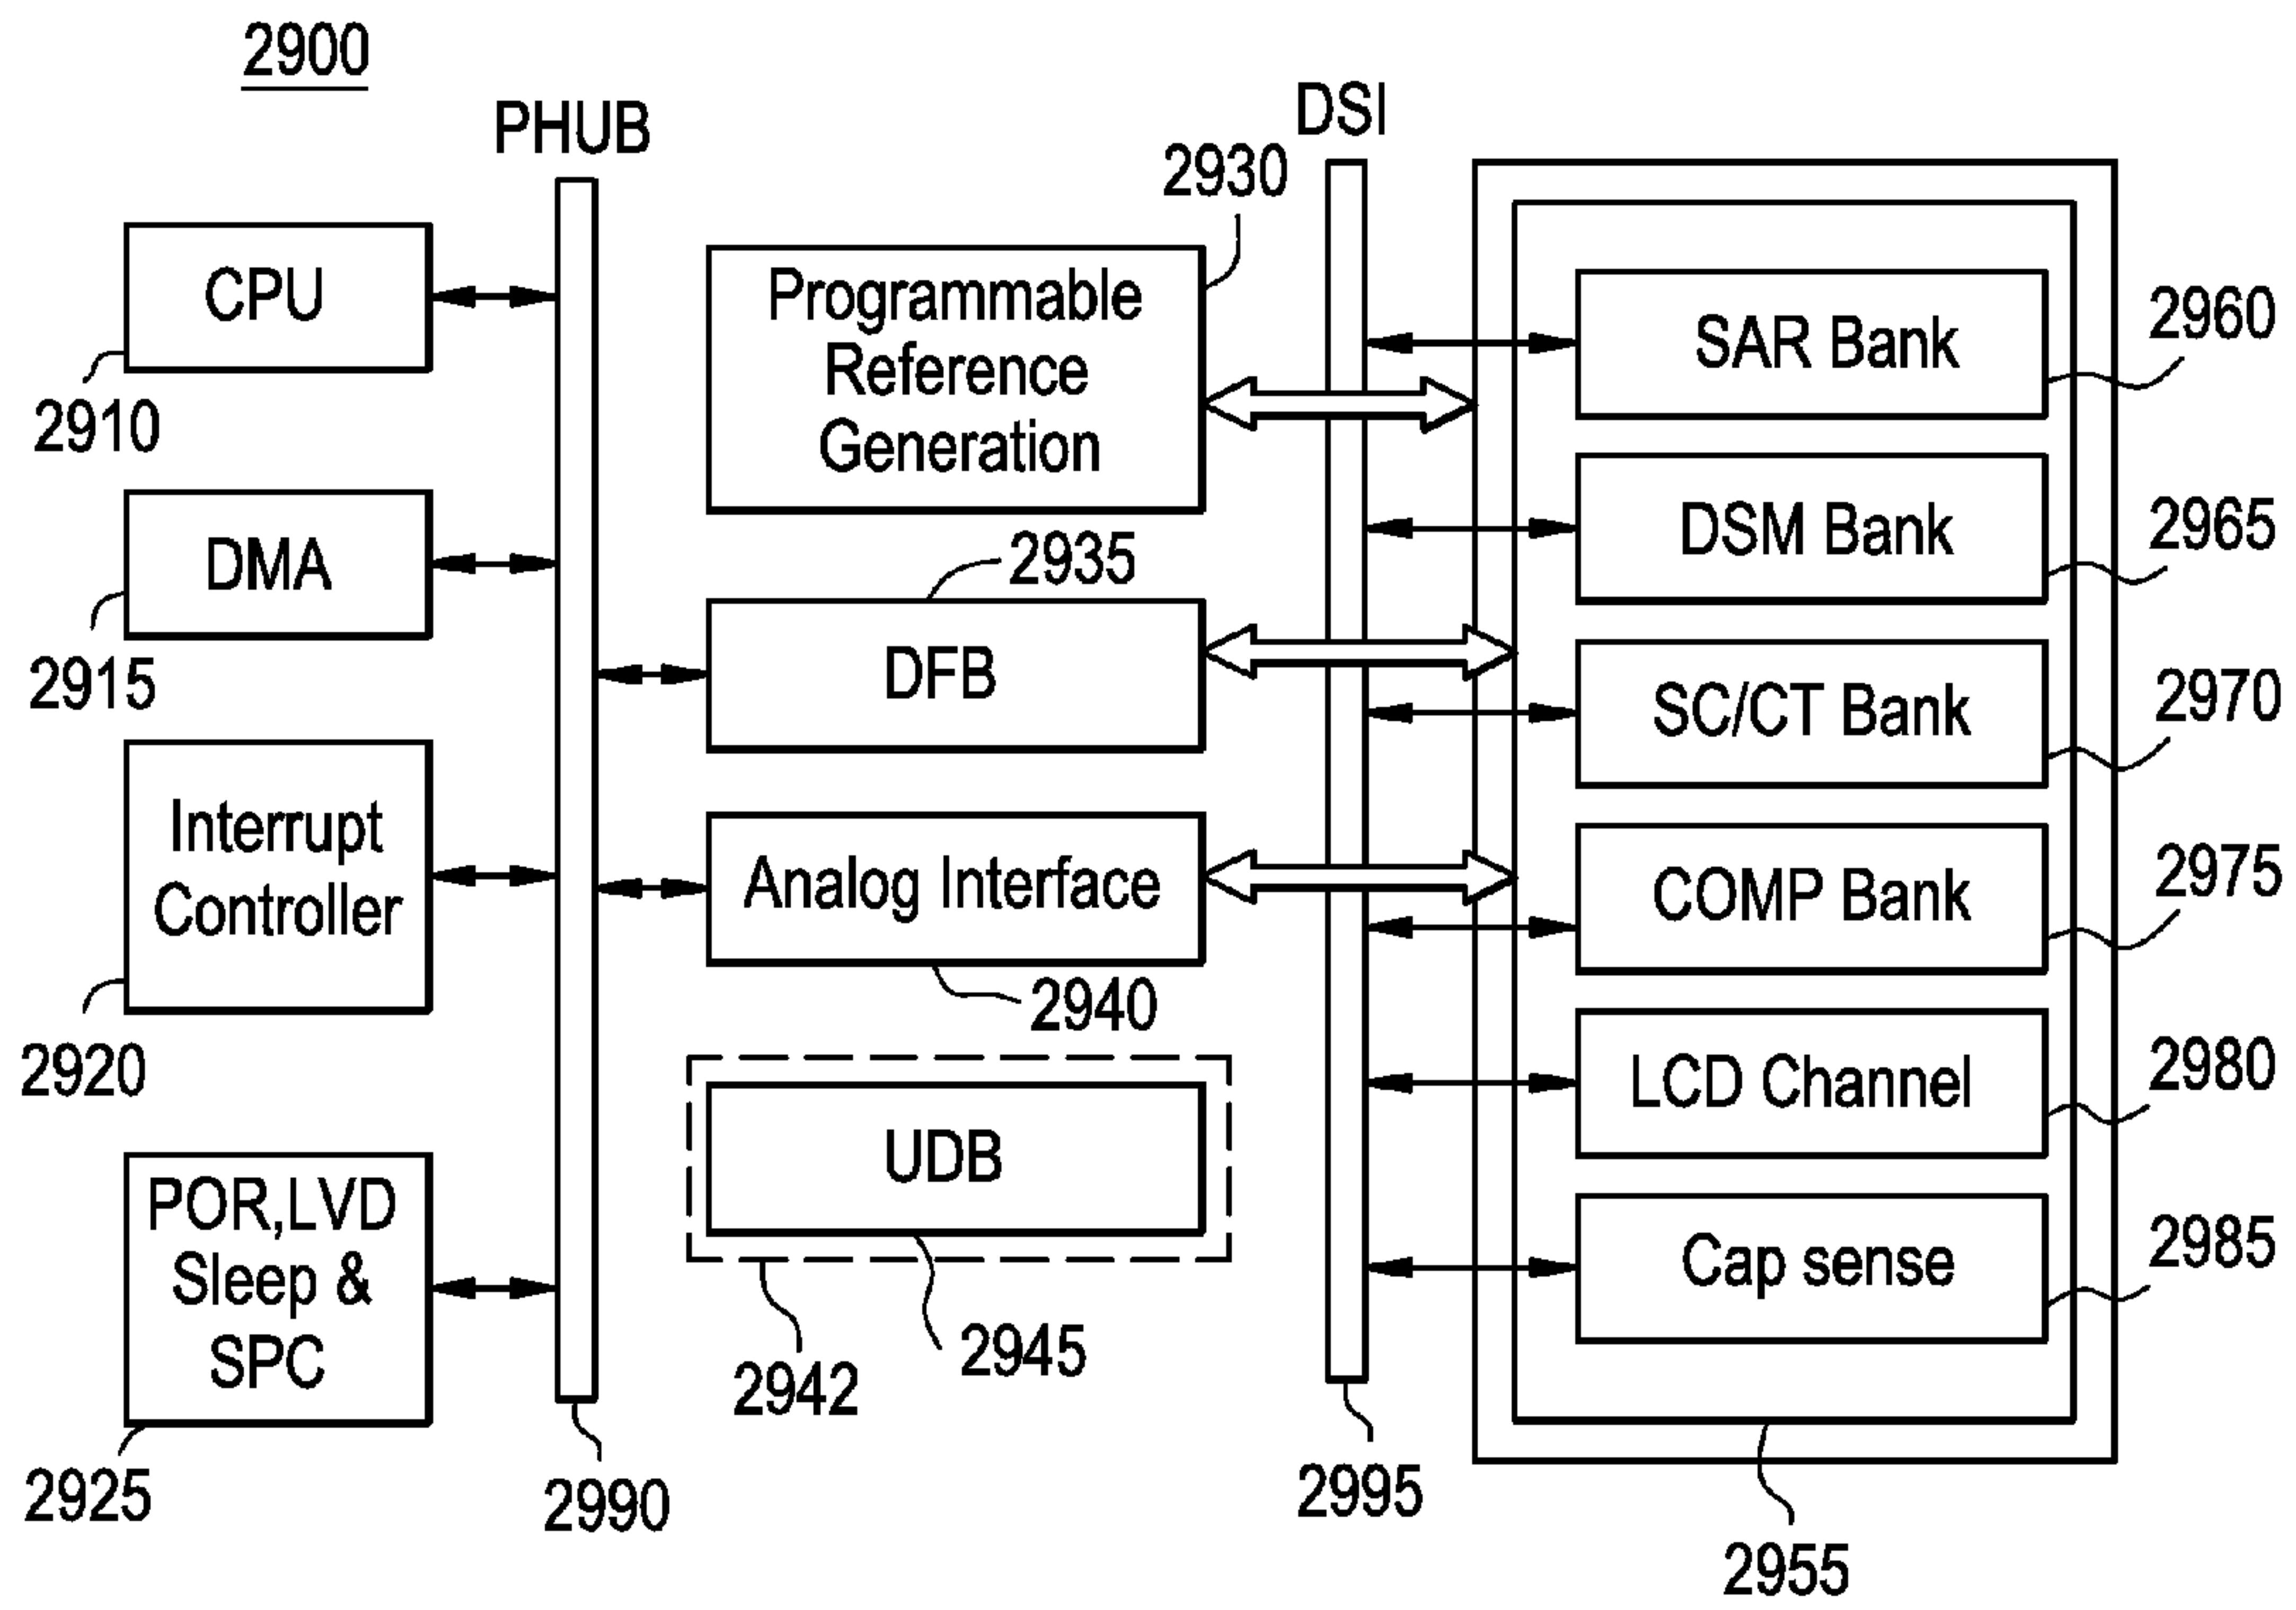 2900
PHUB
DSI
2930
CPU
2910
DMA
2915
Interrupt
Controller
2920
POR,LVD
Sleep &
SPC
2925
2990
Programmable
Reference
Generation
2935
DFB
Analog Interface
2940
UDB
2942
2945
2995
SAR Bank
2960
DSM Bank
2965
SC/CT Bank
2970
COMP Bank
2975
LCD Channel
2980
Cap sense
2985
2955